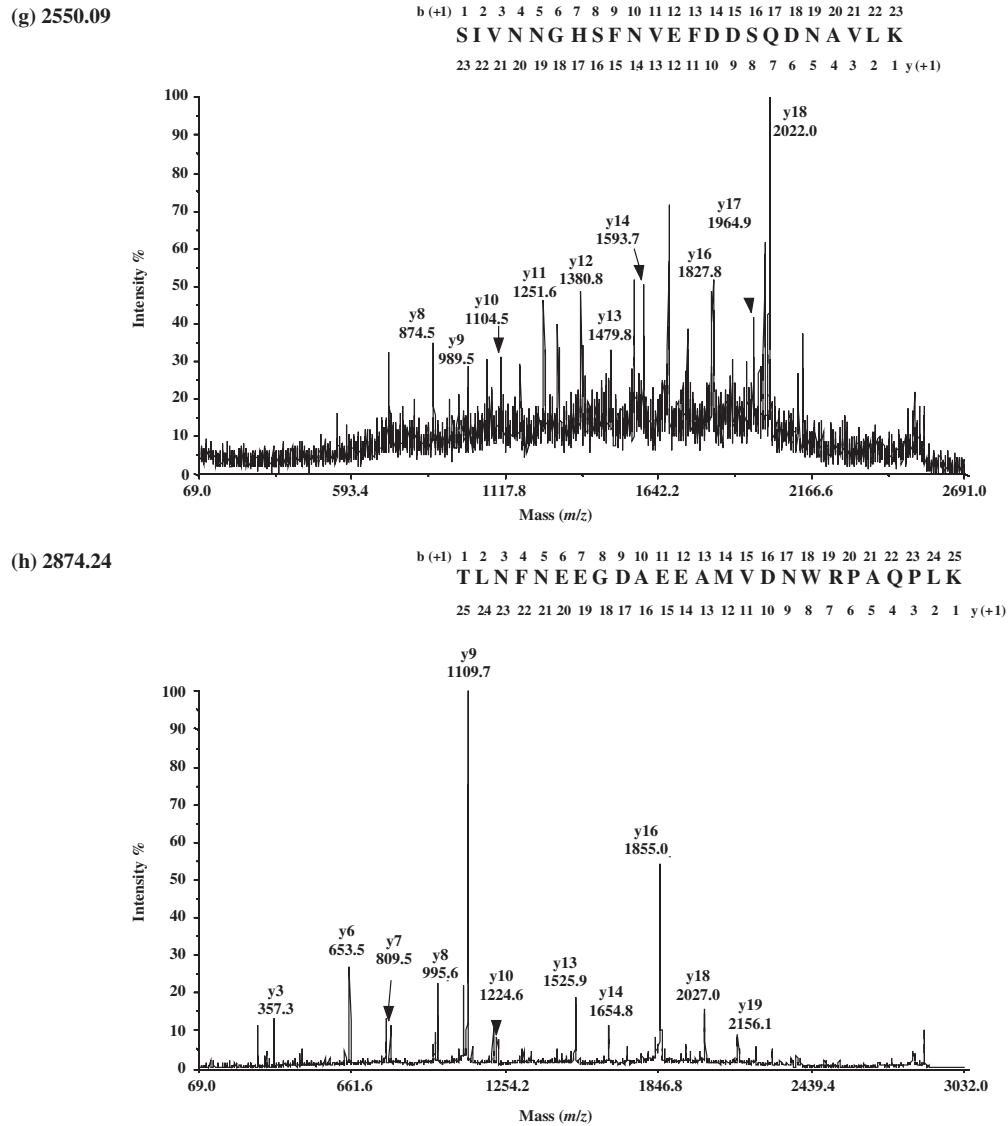 (g) 2550.09
b (+1) 1 2 3 4 5 6 7 8 9 10 11 12 13 14 15 16 17 18 19 20 21 22 23
S I V N N G H S F N V E F D D S Q D N A V L K
23 22 21 20 19 18 17 16 15 14 13 12 11 10 9 8 7 6 5 4 3 2 1 y (+1)
100
90
80
70
60
50
40
30
20
10
0
Intensity %
y8
874.5
y9
989.5
y10
1104.5
y11
1251.6
y12
1380.8
y13
1479.8
y14
1593.7
y16
1827.8
y17
1964.9
y18
2022.0
69.0 593.4 1117.8 1642.2 2166.6 2691.0
Mass (m/z)
(h) 2874.24
b (+1) 1 2 3 4 5 6 7 8 9 10 11 12 13 14 15 16 17 18 19 20 21 22 23 24 25
T L N F N E E G D A E E A M V D N W R P A Q P L K
25 24 23 22 21 20 19 18 17 16 15 14 13 12 11 10 9 8 7 6 5 4 3 2 1 y (+1)
100
90
80
70
60
50
40
30
20
10
0
Intensity %
y3
357.3
y6
653.5
y7
809.5
y8
995.6
y9
1109.7
y10
1224.6
y13
1525.9
y14
1654.8
y16
1855.0
y18
2027.0
y19
2156.1
69.0 661.6 1254.2 1846.8 2439.4 3032.0
Mass (m/z)